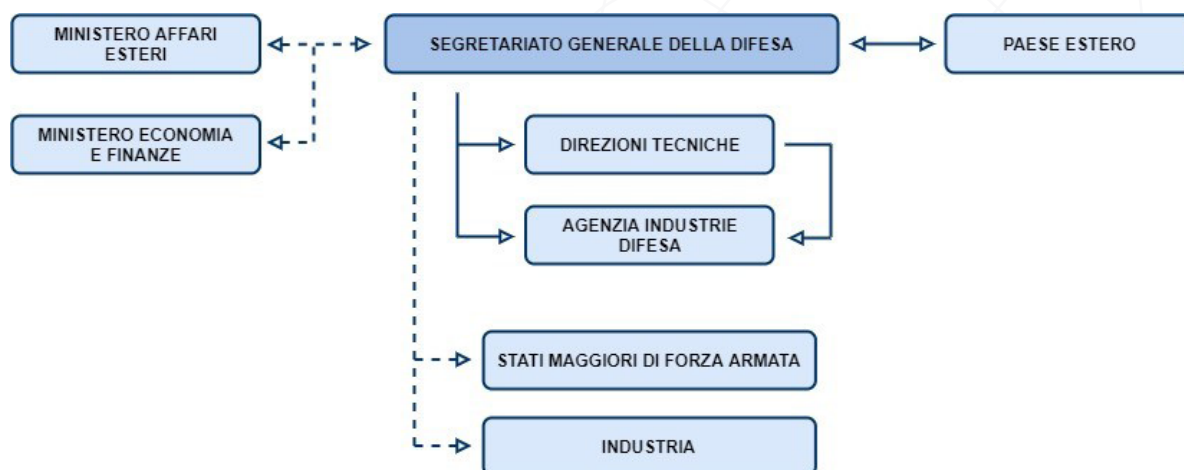 MINISTERO AFFARI
ESTERI
SEGRETARIATO GENERALE DELLA DIFESA
PAESE ESTERO
MINISTERO ECONOMIA
E FINANZE
DIREZIONI TECNICHE
AGENZIA INDUSTRIE
DIFESA
STATI MAGGIORI DI FORZA ARMATA
INDUSTRIA